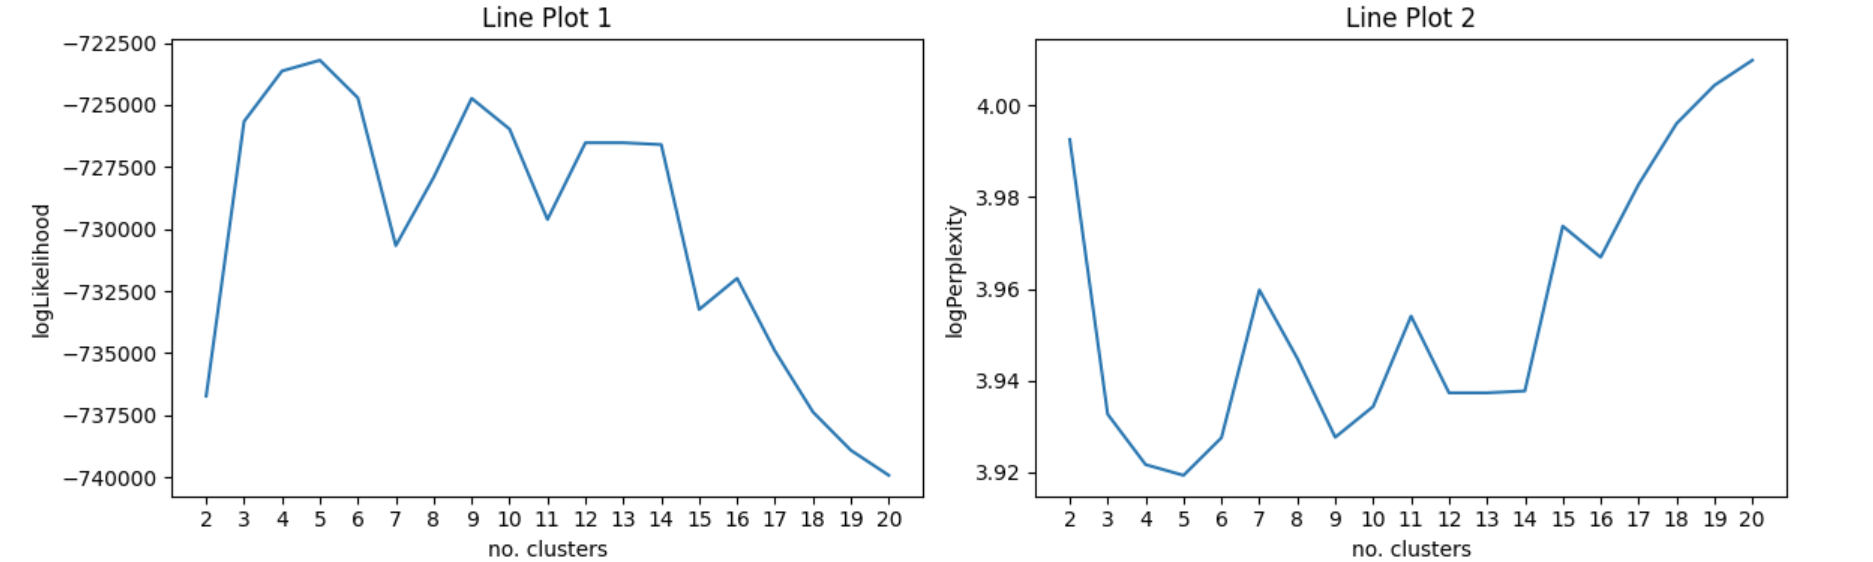 Line Plot 1
−722500
−725000
−727500
−730000
−732500
−735000
−737500
−740000
logLikelihood
2 3 4 5 6 7 8 9 10 11 12 13 14 15 16 17 18 19 20
no. clusters
Line Plot 2
4.00
3.98
3.96
3.94
3.92
logPerplexity
2 3 4 5 6 7 8 9 10 11 12 13 14 15 16 17 18 19 20
no. clusters